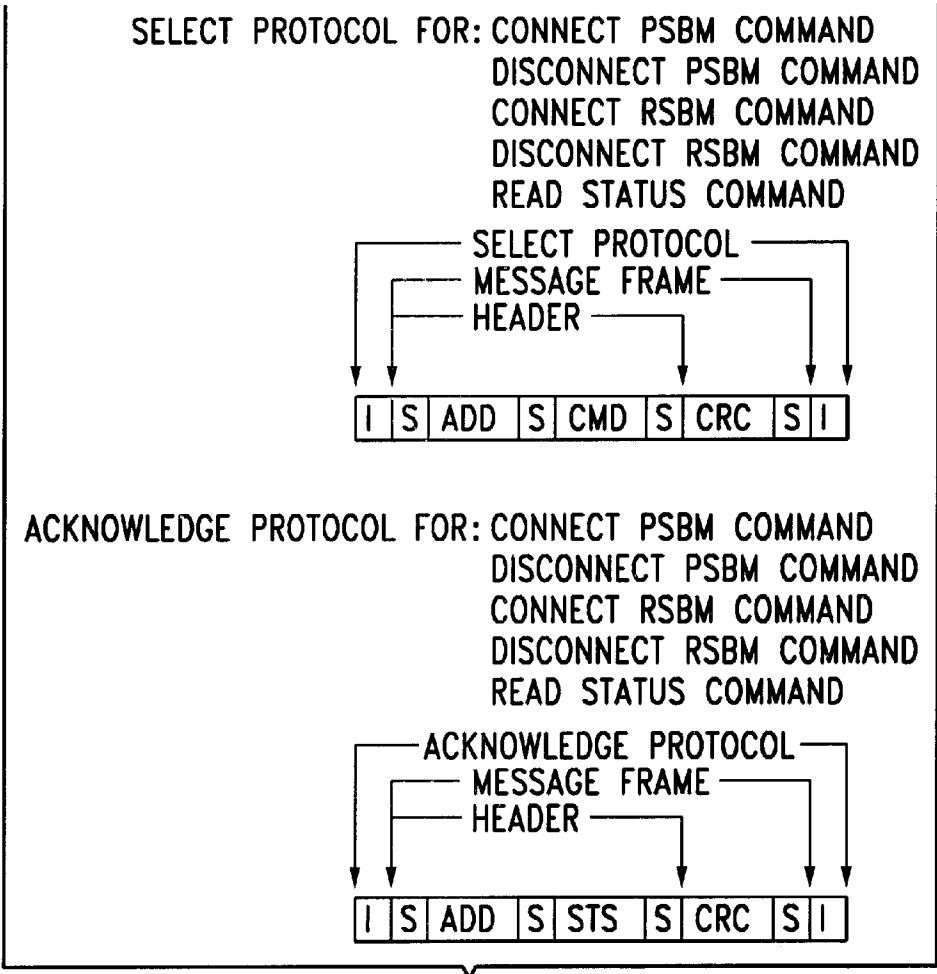 SELECT PROTOCOL FOR: CONNECT PSBM COMMAND
DISCONNECT PSBM COMMAND
CONNECT RSBM COMMAND
DISCONNECT RSBM COMMAND
READ STATUS COMMAND
SELECT PROTOCOL
MESSAGE FRAME
HEADER
I S ADD S CMD S CRC S I
ACKNOWLEDGE PROTOCOL FOR: CONNECT PSBM COMMAND
DISCONNECT PSBM COMMAND
CONNECT RSBM COMMAND
DISCONNECT RSBM COMMAND
READ STATUS COMMAND
ACKNOWLEDGE PROTOCOL
MESSAGE FRAME
HEADER
I S ADD S STS S CRC S I